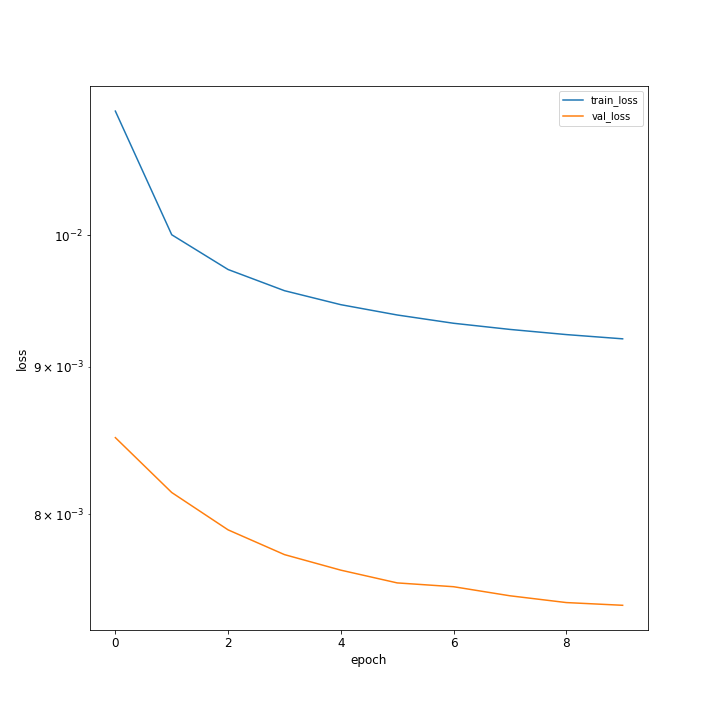 train_loss
val_loss
10⁻²
9 × 10⁻³
8 × 10⁻³
loss
0 2 4 6 8
epoch